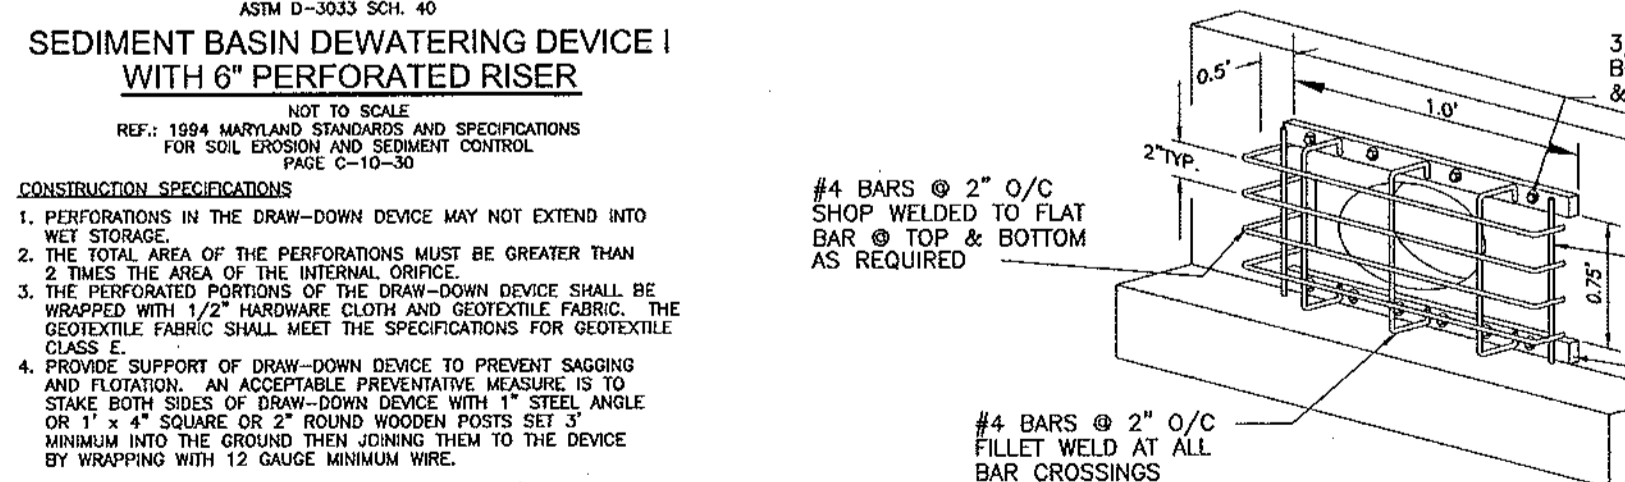 ASTM D-3033 SCH. 40
SEDIMENT BASIN DEWATERING DEVICE I
WITH 6" PERFORATED RISER
NOT TO SCALE
REF.: 1994 MARYLAND STANDARDS AND SPECIFICATIONS
FOR SOIL EROSION AND SEDIMENT CONTROL
PAGE C-10-30
CONSTRUCTION SPECIFICATIONS
1. PERFORATIONS IN THE DRAW-DOWN DEVICE MAY NOT EXTEND INTO
WET STORAGE.
2. THE TOTAL AREA OF THE PERFORATIONS MUST BE GREATER THAN
2 TIMES THE AREA OF THE INTERNAL ORIFICE.
3. THE PERFORATED PORTIONS OF THE DRAW-DOWN DEVICE SHALL BE
WRAPPED WITH 1/2" HARDWARE CLOTH AND GEOTEXTILE FABRIC. THE
GEOTEXTILE FABRIC SHALL MEET THE SPECIFICATIONS FOR GEOTEXTILE
CLASS E.
4. PROVIDE SUPPORT OF DRAW-DOWN DEVICE TO PREVENT SAGGING
AND FLOTATION. AN ACCEPTABLE PREVENTATIVE MEASURE IS TO
STAKE BOTH SIDES OF DRAW-DOWN DEVICE WITH 1" STEEL ANGLE
OR 1' x 4" SQUARE OR 2" ROUND WOODEN POSTS SET 3'
MINIMUM INTO THE GROUND THEN JOINING THEM TO THE DEVICE
BY WRAPPING WITH 12 GAUGE MINIMUM WIRE.
0.5'
1.0'
2"TYP.
#4 BARS @ 2" O/C
SHOP WELDED TO FLAT
BAR @ TOP & BOTTOM
AS REQUIRED
0.75'
#4 BARS @ 2" O/C
FILLET WELD AT ALL
BAR CROSSINGS
3
B
&